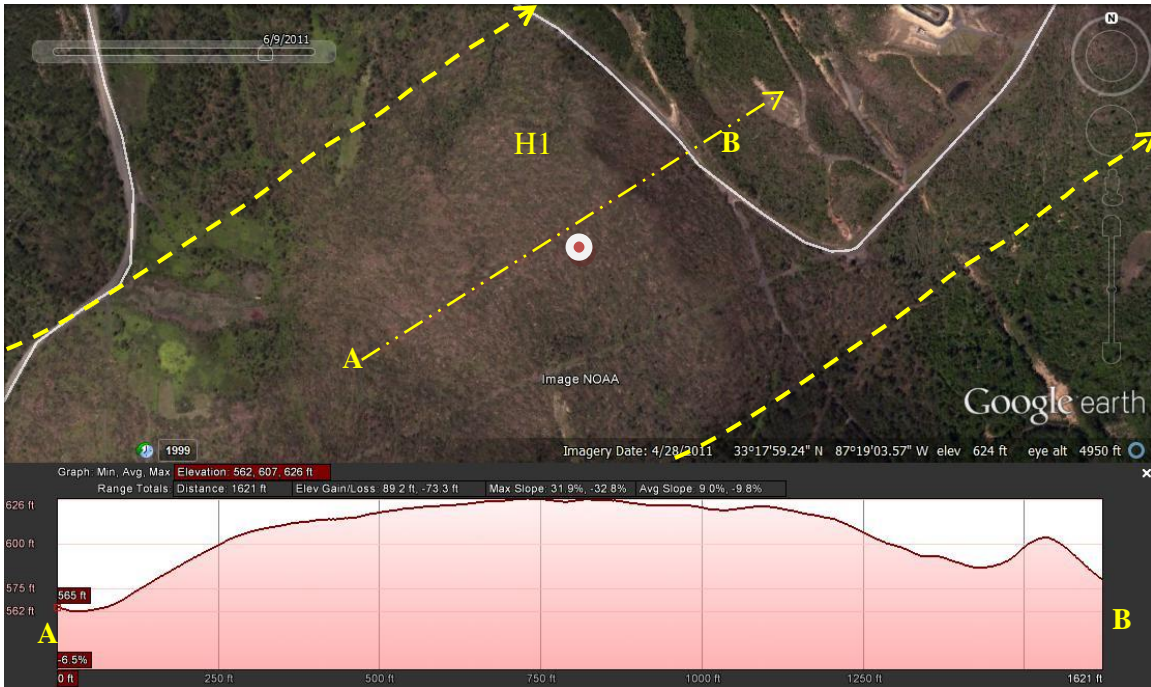 6/9/2011
N
H1
B
A
Image NOAA
Google earth
1999
Imagery Date: 4/28/2011 33°17'59.24" N 87°19'03.57" W elev 624 ft eye alt 4950 ft
Graph: Min, Avg, Max Elevation: 562, 607, 626 ft
Range Totals: Distance: 1621 ft Elev Gain/Loss: 89.2 ft, -73.3 ft Max Slope: 31.9%, -32.8% Avg Slope: 9.0%, -9.8%
626 ft
600 ft
575 ft
565 ft
562 ft
A
B
-6.5%
0 ft 250 ft 500 ft 750 ft 1000 ft 1250 ft 1621 ft